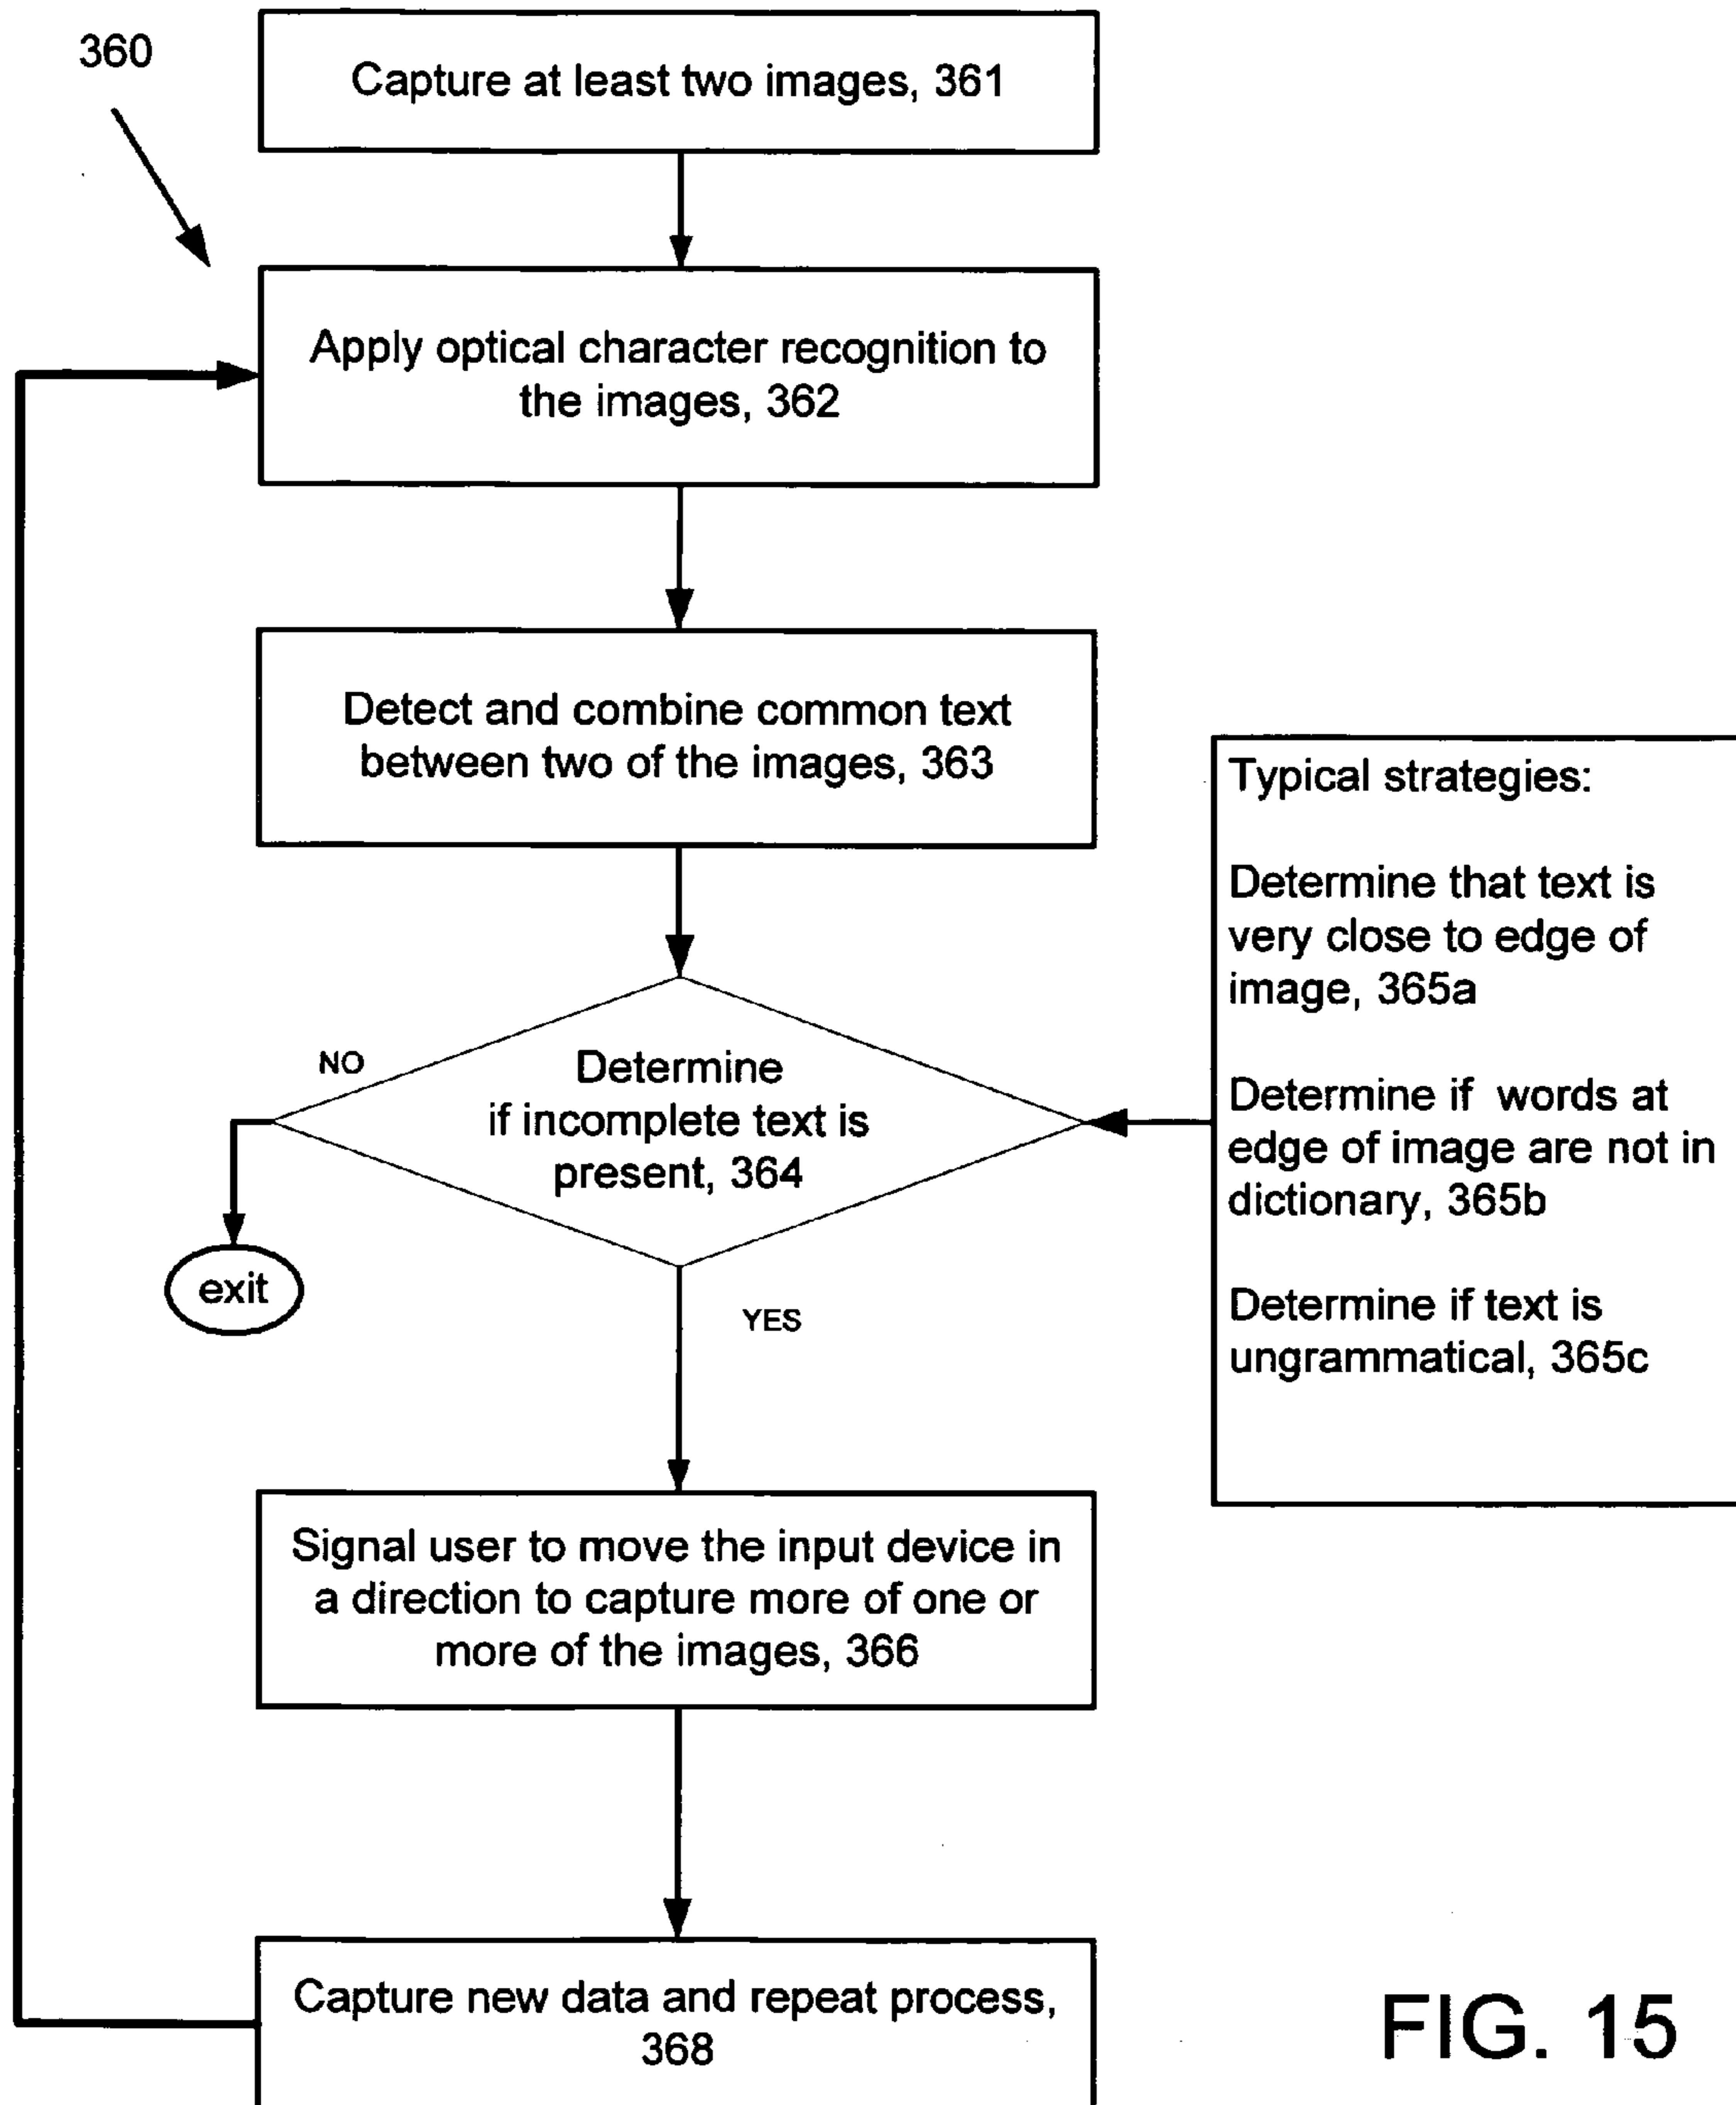 360
Capture at least two images, 361
Apply optical character recognition to
the images, 362
Detect and combine common text
between two of the images, 363
Typical strategies:
Determine that text is
very close to edge of
image, 365a
Determine if words at
edge of image are not in
dictionary, 365b
Determine if text is
ungrammatical, 365c
NO
Determine
if incomplete text is
present, 364
exit
YES
Signal user to move the input device in
a direction to capture more of one or
more of the images, 366
Capture new data and repeat process,
368
FIG. 15